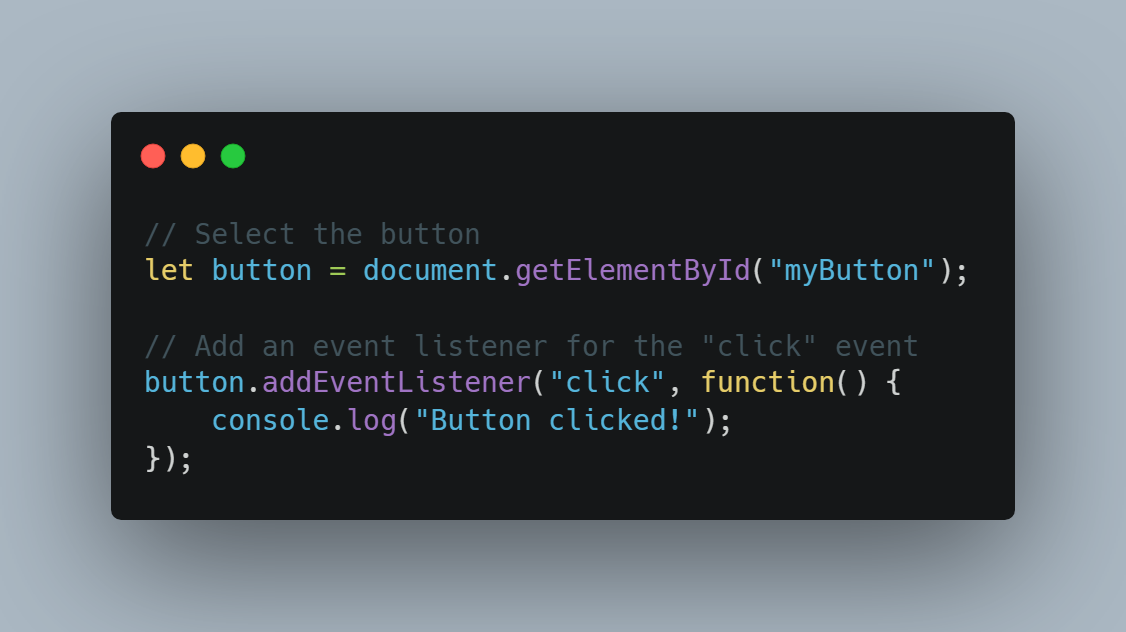 // Select the button
let button = document.getElementById("myButton");

// Add an event listener for the "click" event
button.addEventListener("click", function() {
    console.log("Button clicked!");
});